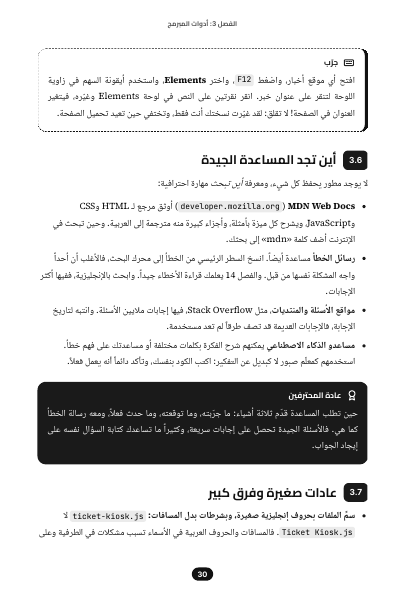 الفصل 3: أدوات المبرمج
جرّب
افتح أي موقع أخبار، واضغط F12، واختر Elements، واستخدم أيقونة السهم في زاوية
اللوحة لتنقر على عنوان خبر. انقر نقرتين على النص في لوحة Elements وغيّره، فيتغير
العنوان في الصفحة! لا تقلق: لقد غيّرت نسختك أنت فقط، وتختفي حين تعيد تحميل الصفحة.
3.6 أين تجد المساعدة الجيدة
لا يوجد مطور يحفظ كل شيء، ومعرفة أين تبحث مهارة احترافية:
• MDN Web Docs (developer.mozilla.org) أوثق مرجع لـ HTML وCSS
وJavaScript ويشرح كل ميزة بأمثلة، وأجزاء كبيرة منه مترجمة إلى العربية. وحين تبحث في
الإنترنت أضف كلمة «mdn» إلى بحثك.
• رسائل الخطأ مساعدة أيضاً. انسخ السطر الرئيسي من الخطأ إلى محرك البحث، فالأغلب أن أحداً
واجه المشكلة نفسها من قبل. والفصل 14 يعلمك قراءة الأخطاء جيداً. وابحث بالإنجليزية، ففيها أكثر
الإجابات.
• مواقع الأسئلة والمنتديات، مثل Stack Overflow، فيها إجابات ملايين الأسئلة. وانتبه لتاريخ
الإجابة، فالإجابات القديمة قد تصف طرقاً لم تعد مستخدمة.
• مساعدو الذكاء الاصطناعي يمكنهم شرح الفكرة بكلمات مختلفة أو مساعدتك على فهم خطأ.
استخدمهم كمعلّم صبور لا كبديل عن التفكير: اكتب الكود بنفسك، وتأكد دائماً أنه يعمل فعلاً.
عادة المحترفين
حين تطلب المساعدة قدّم ثلاثة أشياء: ما جرّبته، وما توقعته، وما حدث فعلاً، ومعه رسالة الخطأ
كما هي. فالأسئلة الجيدة تحصل على إجابات سريعة، وكثيراً ما تساعدك كتابة السؤال نفسه على
إيجاد الجواب.
3.7 عادات صغيرة وفرق كبير
• سمِّ الملفات بحروف إنجليزية صغيرة، وبشرطات بدل المسافات: ticket-kiosk.js لا
Ticket Kiosk.js. فالمسافات والحروف العربية في الأسماء تسبب مشكلات في الطرفية وعلى
30